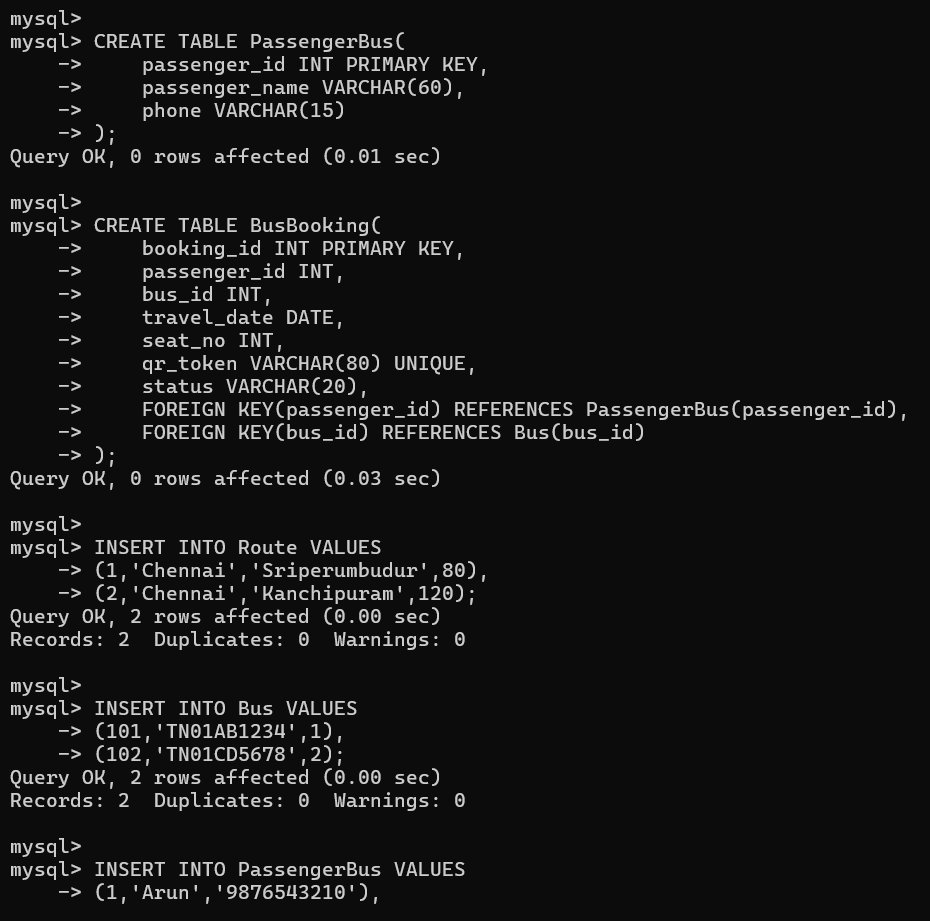 mysql>
mysql> CREATE TABLE PassengerBus(
    ->     passenger_id INT PRIMARY KEY,
    ->     passenger_name VARCHAR(60),
    ->     phone VARCHAR(15)
    -> );
Query OK, 0 rows affected (0.01 sec)

mysql>
mysql> CREATE TABLE BusBooking(
    ->     booking_id INT PRIMARY KEY,
    ->     passenger_id INT,
    ->     bus_id INT,
    ->     travel_date DATE,
    ->     seat_no INT,
    ->     qr_token VARCHAR(80) UNIQUE,
    ->     status VARCHAR(20),
    ->     FOREIGN KEY(passenger_id) REFERENCES PassengerBus(passenger_id),
    ->     FOREIGN KEY(bus_id) REFERENCES Bus(bus_id)
    -> );
Query OK, 0 rows affected (0.03 sec)

mysql>
mysql> INSERT INTO Route VALUES
    -> (1,'Chennai','Sriperumbudur',80),
    -> (2,'Chennai','Kanchipuram',120);
Query OK, 2 rows affected (0.00 sec)
Records: 2  Duplicates: 0  Warnings: 0

mysql>
mysql> INSERT INTO Bus VALUES
    -> (101,'TN01AB1234',1),
    -> (102,'TN01CD5678',2);
Query OK, 2 rows affected (0.00 sec)
Records: 2  Duplicates: 0  Warnings: 0

mysql>
mysql> INSERT INTO PassengerBus VALUES
    -> (1,'Arun','9876543210'),